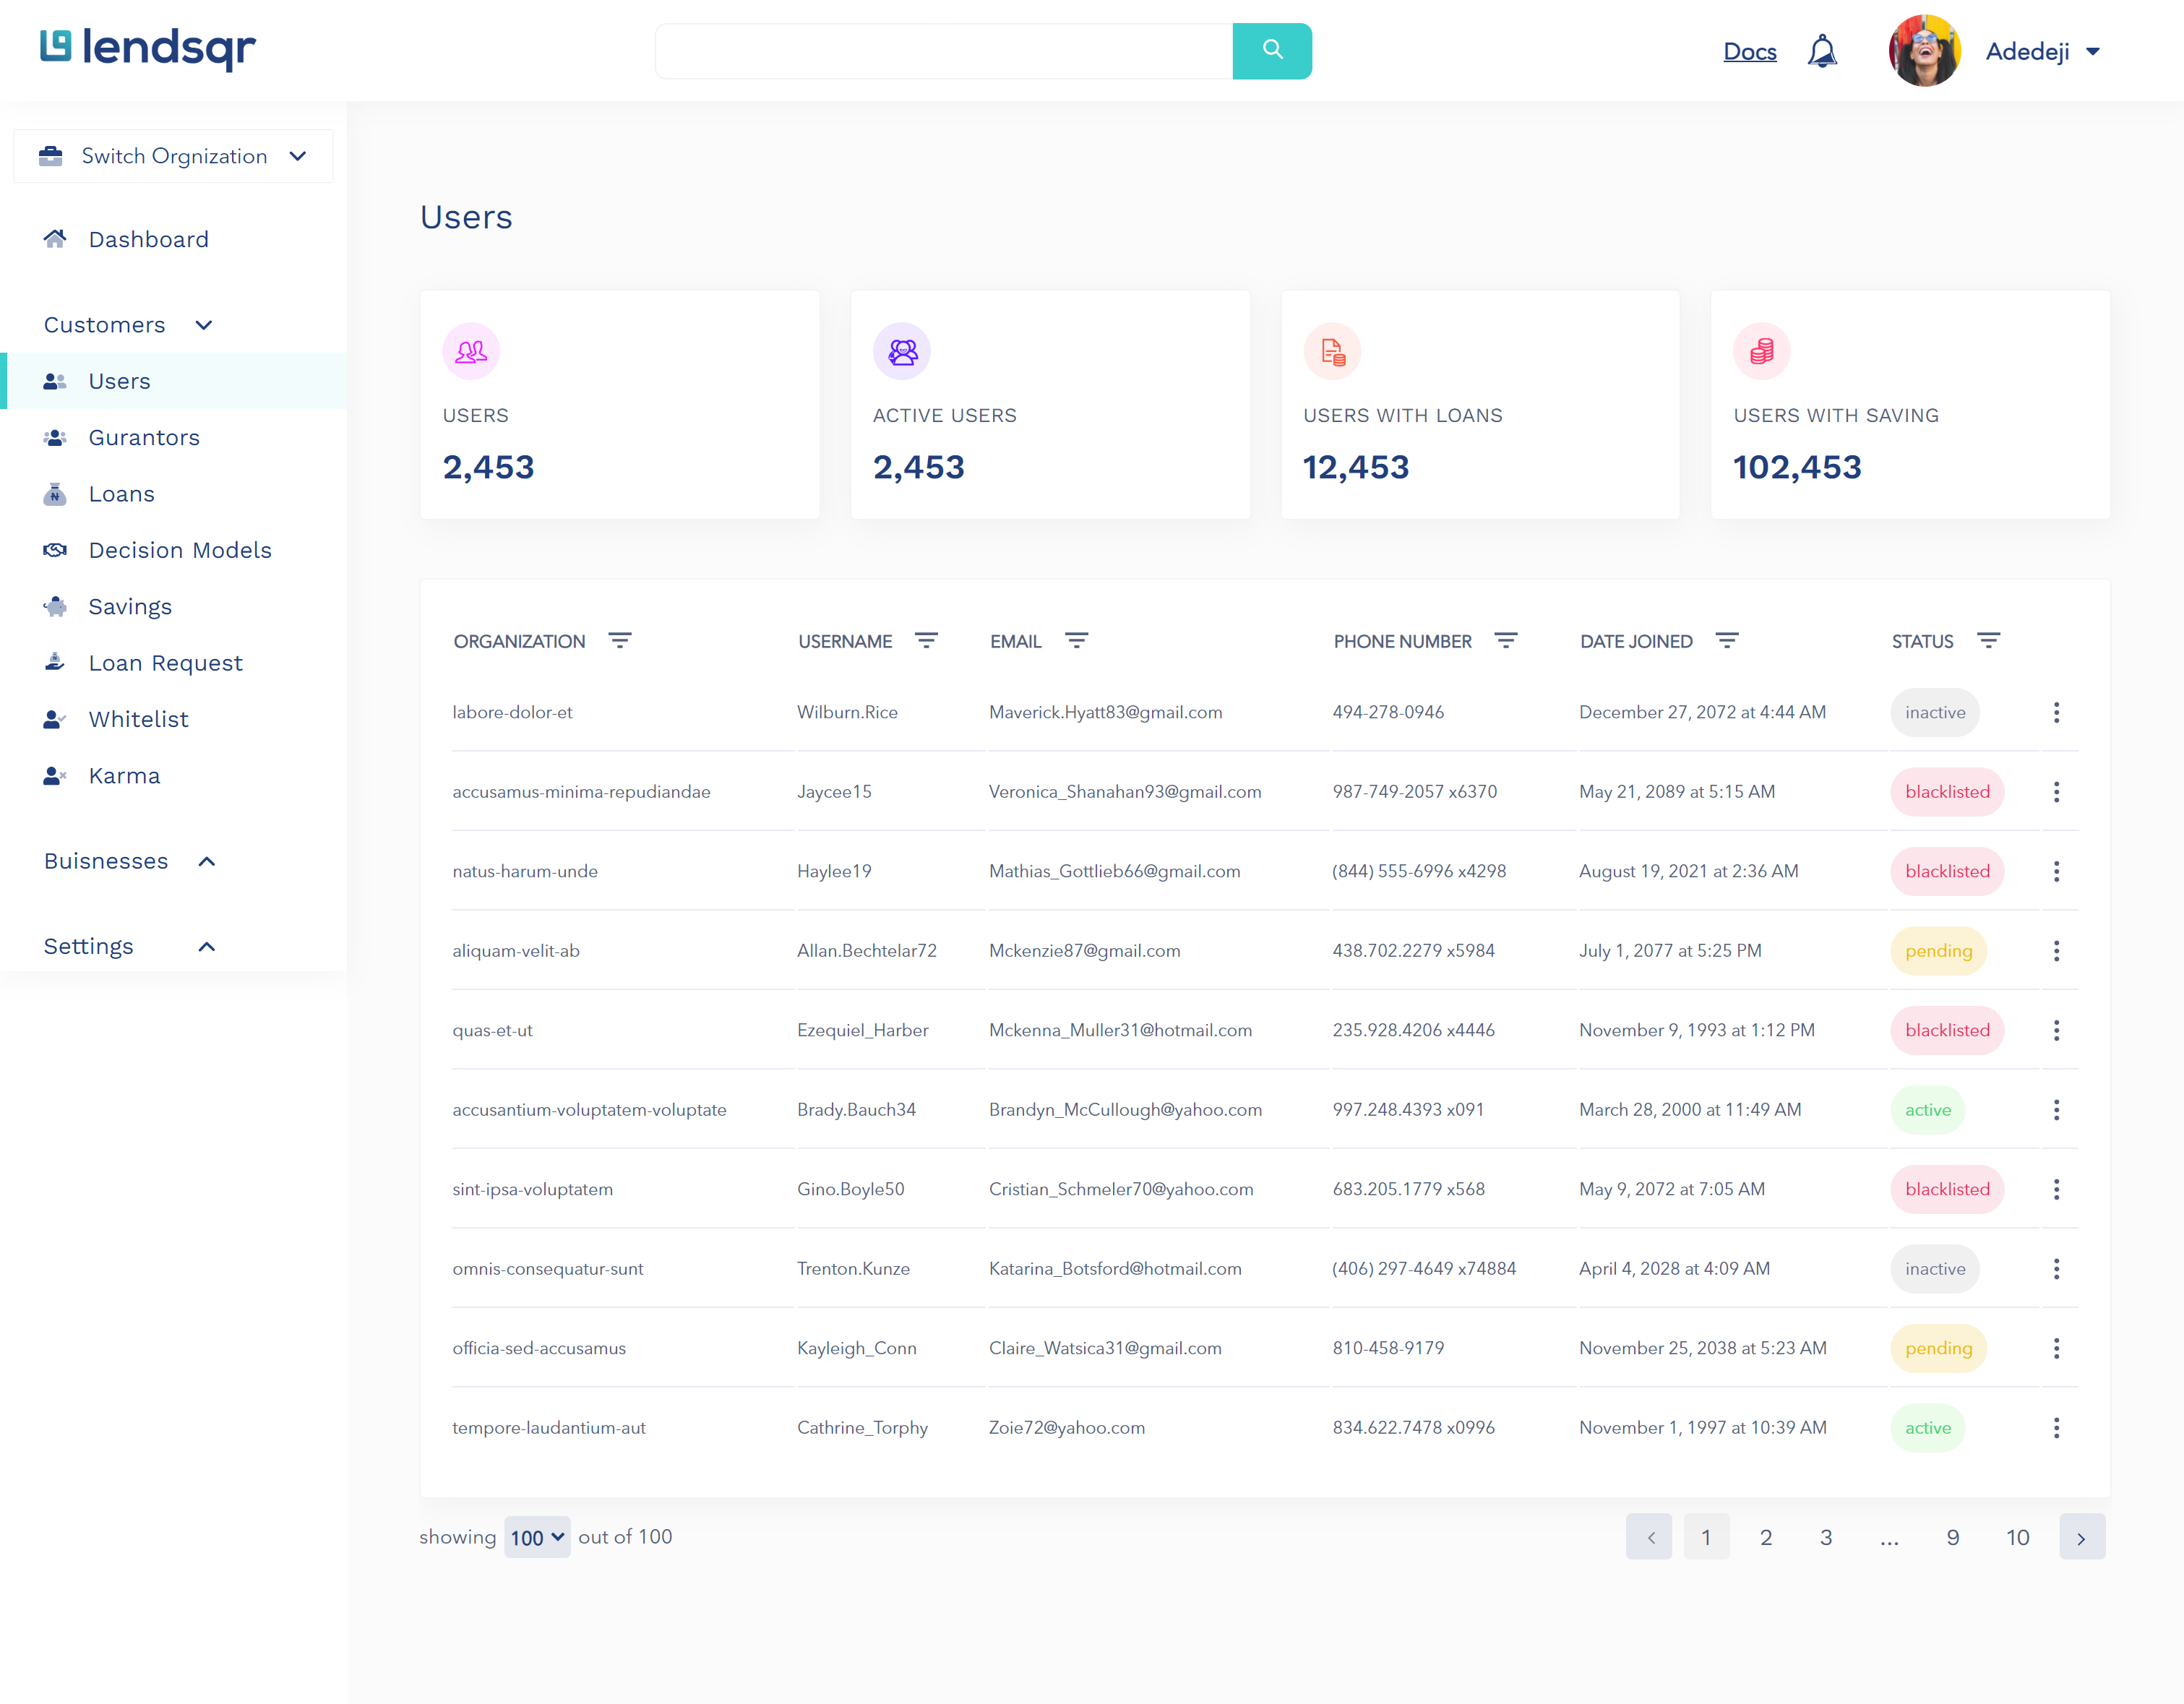 lendsqr
Docs
Adedeji
Switch Orgnization
Dashboard
Customers
Users
Gurantors
Loans
Decision Models
Savings
Loan Request
Whitelist
Karma
Buisnesses
Settings
Users
USERS
2,453
ACTIVE USERS
2,453
USERS WITH LOANS
12,453
USERS WITH SAVING
102,453
ORGANIZATION USERNAME EMAIL PHONE NUMBER DATE JOINED STATUS
labore-dolor-et Wilburn.Rice Maverick.Hyatt83@gmail.com 494-278-0946 December 27, 2072 at 4:44 AM inactive
accusamus-minima-repudiandae Jaycee15 Veronica_Shanahan93@gmail.com 987-749-2057 x6370 May 21, 2089 at 5:15 AM blacklisted
natus-harum-unde Haylee19 Mathias_Gottlieb66@gmail.com (844) 555-6996 x4298 August 19, 2021 at 2:36 AM blacklisted
aliquam-velit-ab Allan.Bechtelar72 Mckenzie87@gmail.com 438.702.2279 x5984 July 1, 2077 at 5:25 PM pending
quas-et-ut Ezequiel_Harber Mckenna_Muller31@hotmail.com 235.928.4206 x4446 November 9, 1993 at 1:12 PM blacklisted
accusantium-voluptatem-voluptate Brady.Bauch34 Brandyn_McCullough@yahoo.com 997.248.4393 x091 March 28, 2000 at 11:49 AM active
sint-ipsa-voluptatem Gino.Boyle50 Cristian_Schmeler70@yahoo.com 683.205.1779 x568 May 9, 2072 at 7:05 AM blacklisted
omnis-consequatur-sunt Trenton.Kunze Katarina_Botsford@hotmail.com (406) 297-4649 x74884 April 4, 2028 at 4:09 AM inactive
officia-sed-accusamus Kayleigh_Conn Claire_Watsica31@gmail.com 810-458-9179 November 25, 2038 at 5:23 AM pending
tempore-laudantium-aut Cathrine_Torphy Zoie72@yahoo.com 834.622.7478 x0996 November 1, 1997 at 10:39 AM active
showing 100 out of 100
1 2 3 ... 9 10